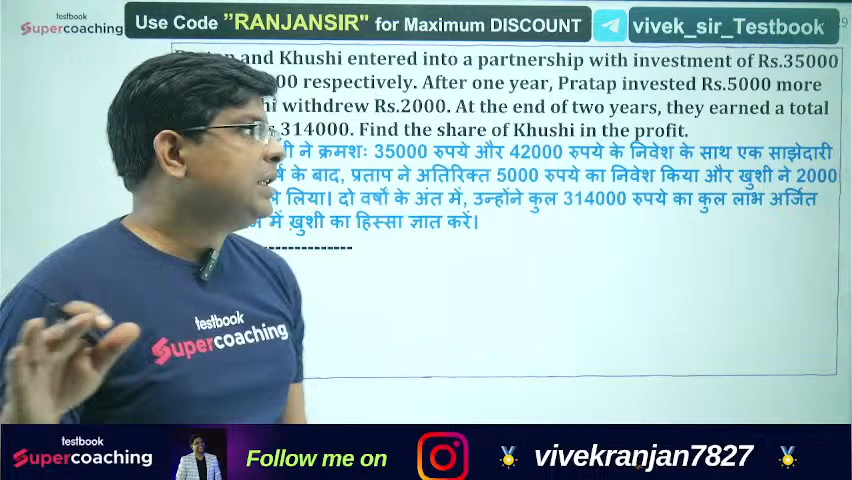 testbook
Supercoaching
Use Code "RANJANSIR" for Maximum DISCOUNT
vivek_sir_Testbook
and Khushi entered into a partnership with investment of Rs.35000
respectively. After one year, Pratap invested Rs.5000 more
withdrew Rs.2000. At the end of two years, they earned a total
314000. Find the share of Khushi in the profit.
ने क्रमशः 35000 रुपये और 42000 रुपये के निवेश के साथ एक साझेदारी
के बाद, प्रताप ने अतिरिक्त 5000 रुपये का निवेश किया और खुशी ने 2000
लिया। दो वर्षों के अंत में, उन्होंने कुल 314000 रुपये का कुल लाभ अर्जित
में ख़ुशी का हिस्सा ज्ञात करें।
testbook
Supercoaching
testbook
Supercoaching
Follow me on
vivekranjan7827